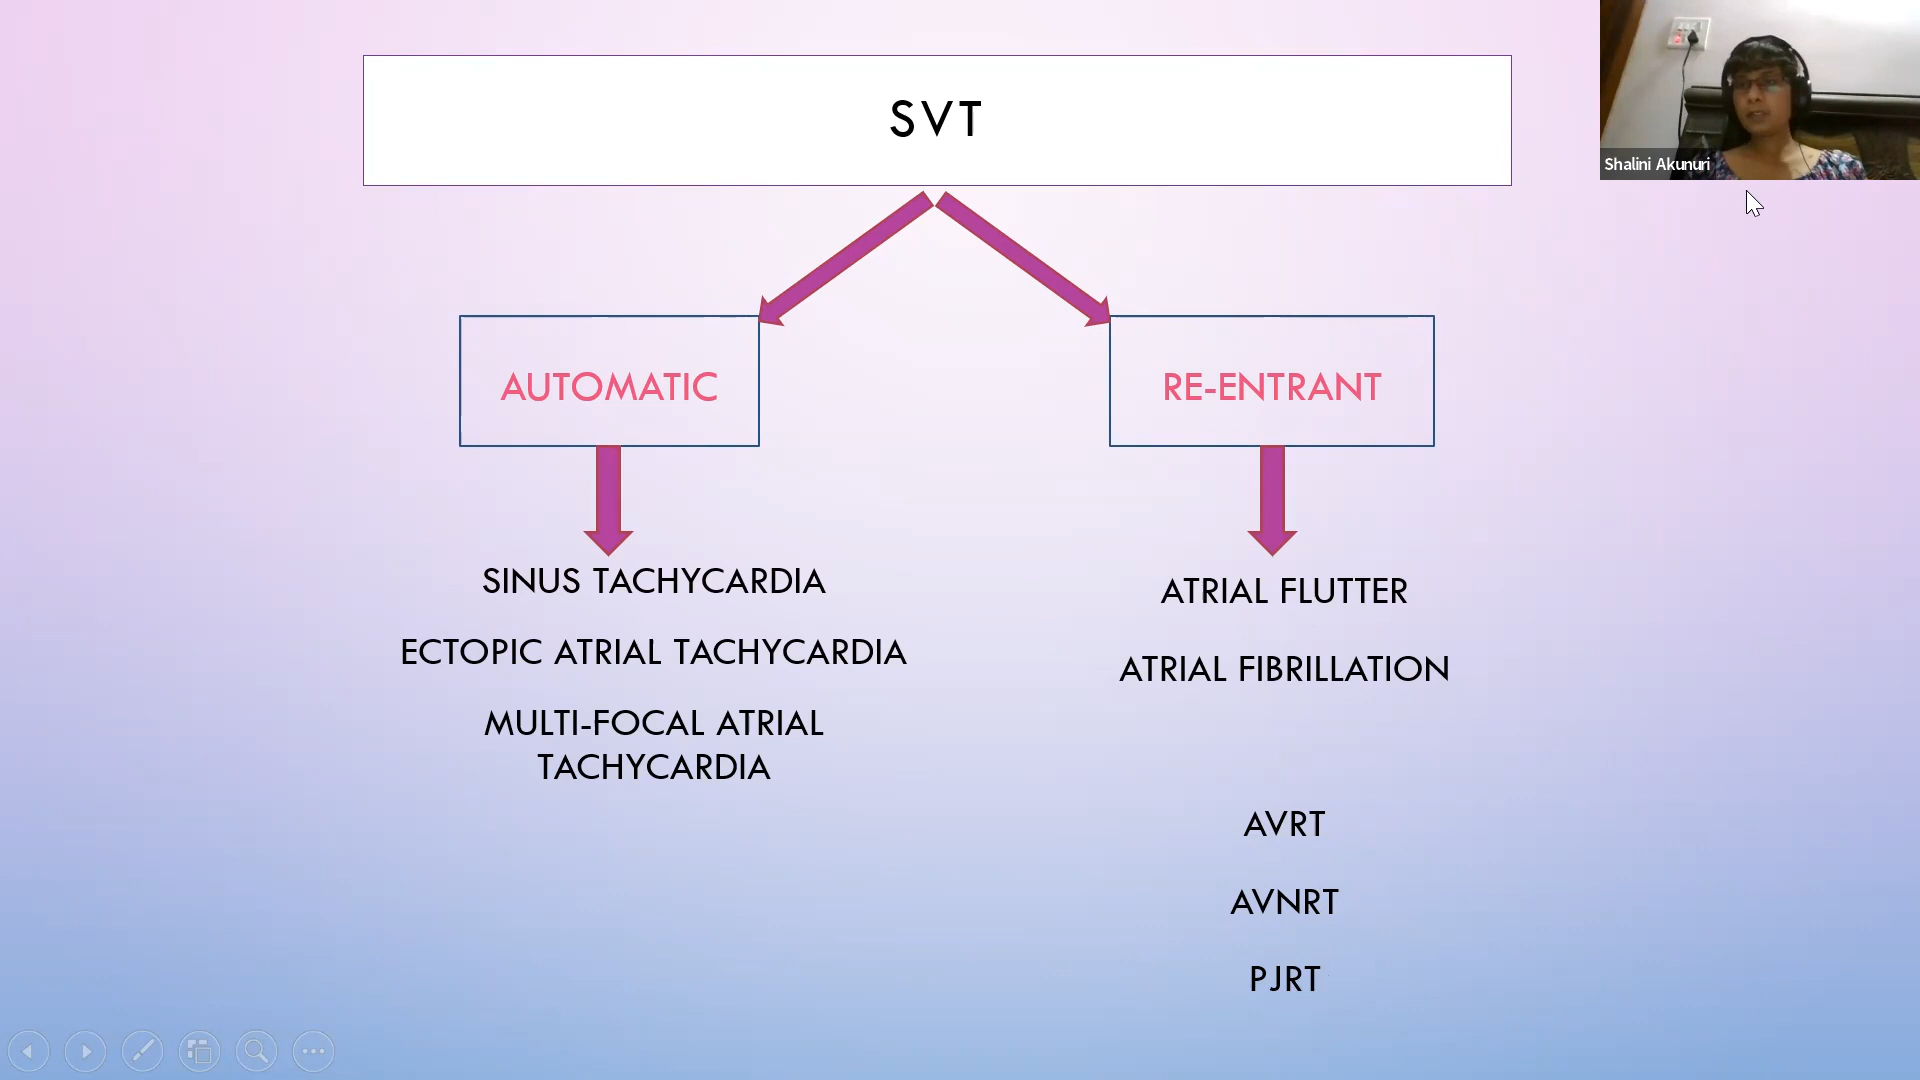 SVT
Shalini Akunuri
AUTOMATIC
RE-ENTRANT
SINUS TACHYCARDIA
ECTOPIC ATRIAL TACHYCARDIA
MULTI-FOCAL ATRIAL
TACHYCARDIA
ATRIAL FLUTTER
ATRIAL FIBRILLATION
AVRT
AVNRT
PJRT